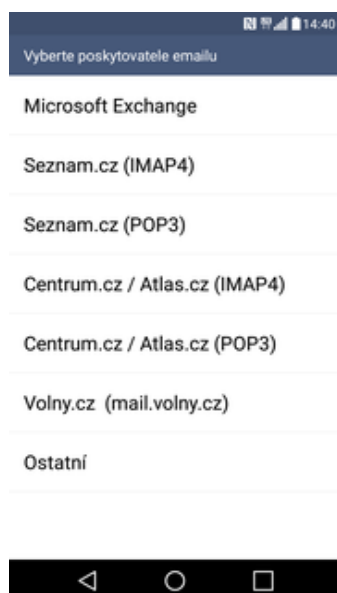 14:40
Vyberte poskytovatele emailu
Microsoft Exchange
Seznam.cz (IMAP4)
Seznam.cz (POP3)
Centrum.cz / Atlas.cz (IMAP4)
Centrum.cz / Atlas.cz (POP3)
Volny.cz (mail.volny.cz)
Ostatní